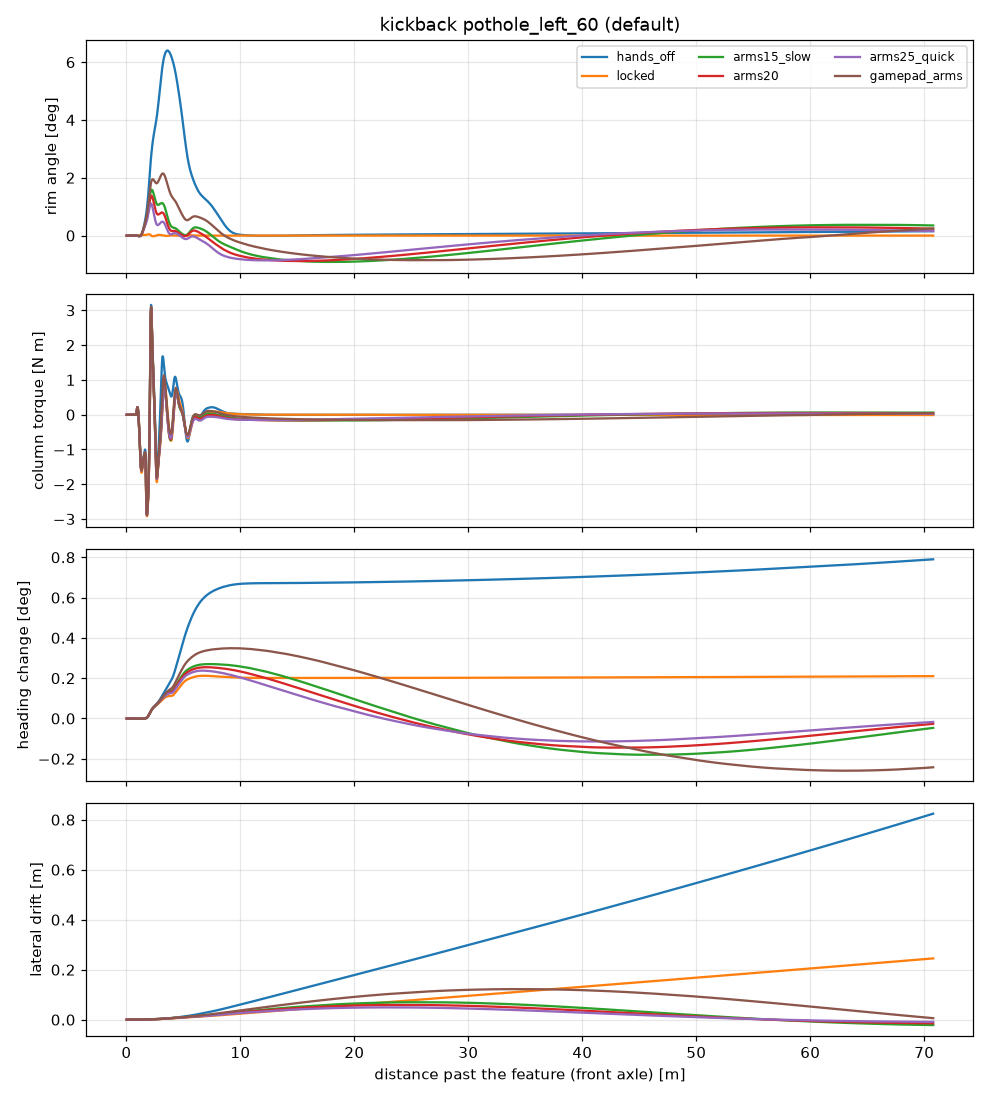 kickback pothole_left_60 (default)
rim angle [deg]
6
4
2
0
hands_off
locked
arms15_slow
arms20
arms25_quick
gamepad_arms
column torque [N m]
3
2
1
0
−1
−2
−3
heading change [deg]
0.8
0.6
0.4
0.2
0.0
−0.2
lateral drift [m]
0.8
0.6
0.4
0.2
0.0
0 10 20 30 40 50 60 70
distance past the feature (front axle) [m]